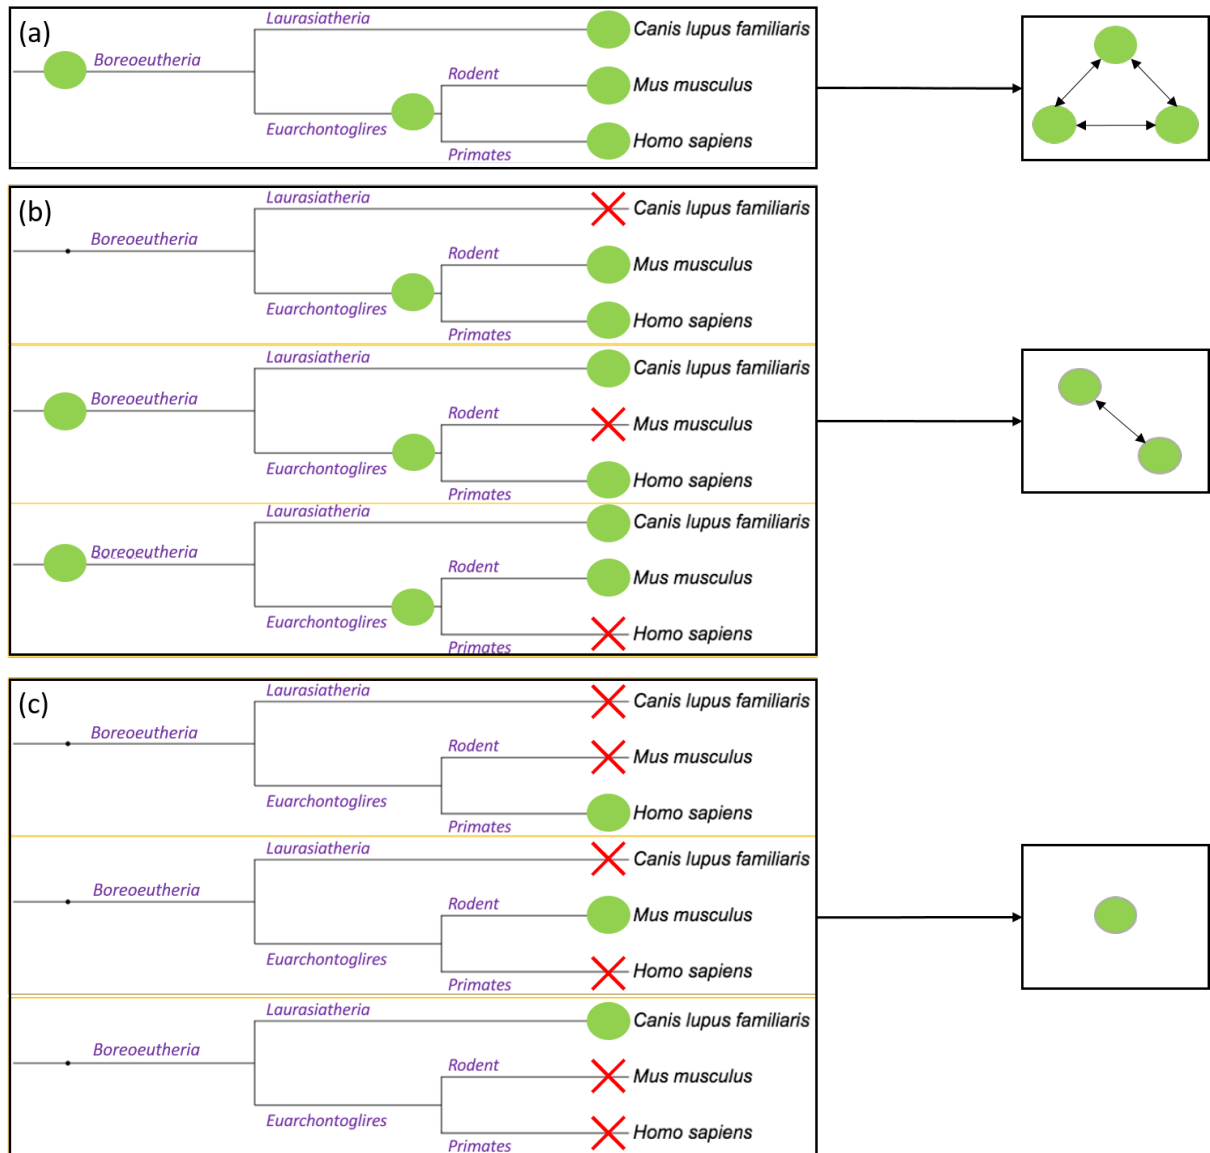 (a)
Laurasiatheria
Canis lupus familiaris
Boreoeutheria
Rodent
Mus musculus
Euarchontoglires
Homo sapiens
Primates
(b)
Laurasiatheria
Canis lupus familiaris
Boreoeutheria
Rodent
Mus musculus
Euarchontoglires
Homo sapiens
Primates
Laurasiatheria
Canis lupus familiaris
Boreoeutheria
Rodent
Mus musculus
Euarchontoglires
Homo sapiens
Primates
Laurasiatheria
Canis lupus familiaris
Boreoeutheria
Rodent
Mus musculus
Euarchontoglires
Homo sapiens
Primates
(c)
Laurasiatheria
Canis lupus familiaris
Boreoeutheria
Rodent
Mus musculus
Euarchontoglires
Homo sapiens
Primates
Laurasiatheria
Canis lupus familiaris
Boreoeutheria
Rodent
Mus musculus
Euarchontoglires
Homo sapiens
Primates
Laurasiatheria
Canis lupus familiaris
Boreoeutheria
Rodent
Mus musculus
Euarchontoglires
Homo sapiens
Primates